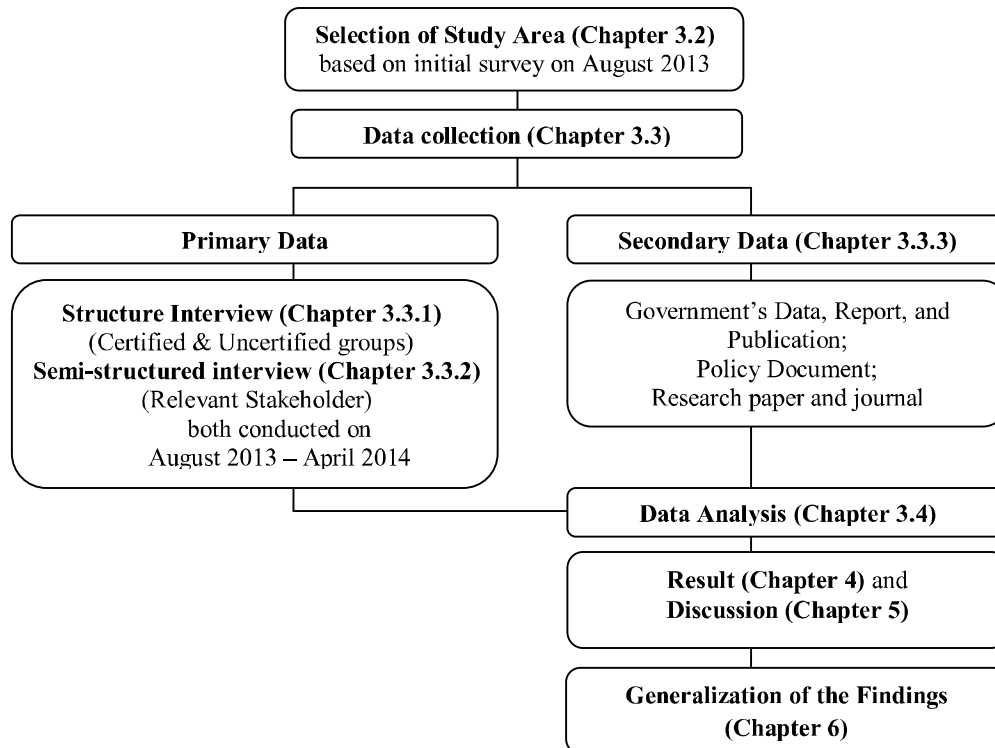 Selection of Study Area (Chapter 3.2)
based on initial survey on August 2013
Data collection (Chapter 3.3)
Primary Data
Secondary Data (Chapter 3.3.3)
Structure Interview (Chapter 3.3.1)
(Certified & Uncertified groups)
Semi-structured interview (Chapter 3.3.2)
(Relevant Stakeholder)
both conducted on
August 2013 – April 2014
Government’s Data, Report, and
Publication;
Policy Document;
Research paper and journal
Data Analysis (Chapter 3.4)
Result (Chapter 4) and
Discussion (Chapter 5)
Generalization of the Findings
(Chapter 6)